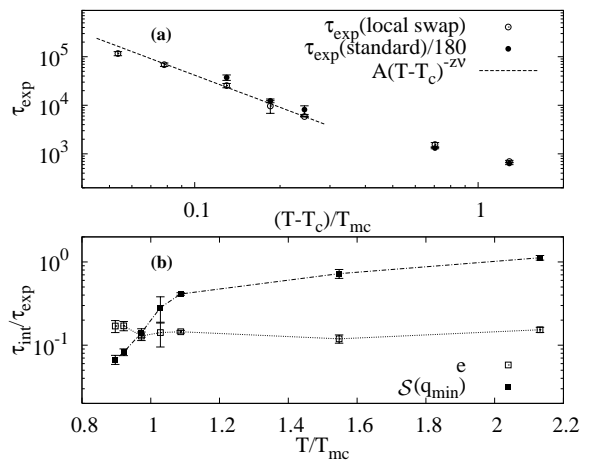 (a)
τexp(local swap)
τexp(standard)/180
A(T-Tc)-zν
τexp
10^5
10^4
10^3
0.1
1
(T-Tc)/Tmc
(b)
τint/τexp
10^0
10^-1
e
S(qmin)
0.8
1
1.2
1.4
1.6
1.8
2
2.2
T/Tmc